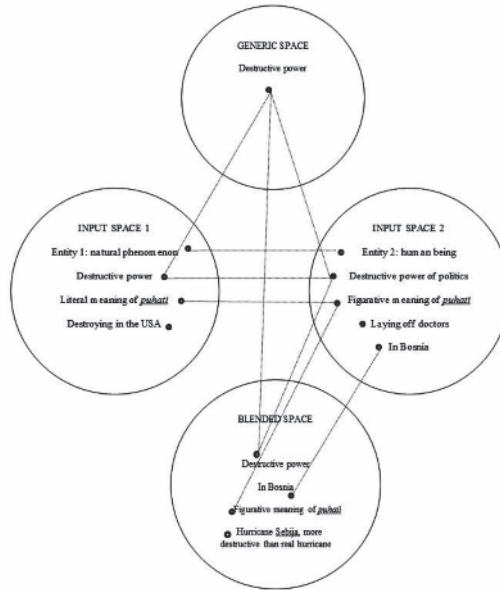 GENERIC SPACE
Destructive power
INPUT SPACE 1
Entity 1: natural phenomenon
Destructive power
Literal meaning of puhati
Destroying in the USA
INPUT SPACE 2
Entity 2: human being
Destructive power of politics
Figurative meaning of puhati
Laying off doctors
In Bosnia
BLENDED SPACE
Destructive power
In Bosnia
Figurative meaning of puhati
Hurricane Sebija, more
destructive than real hurricane